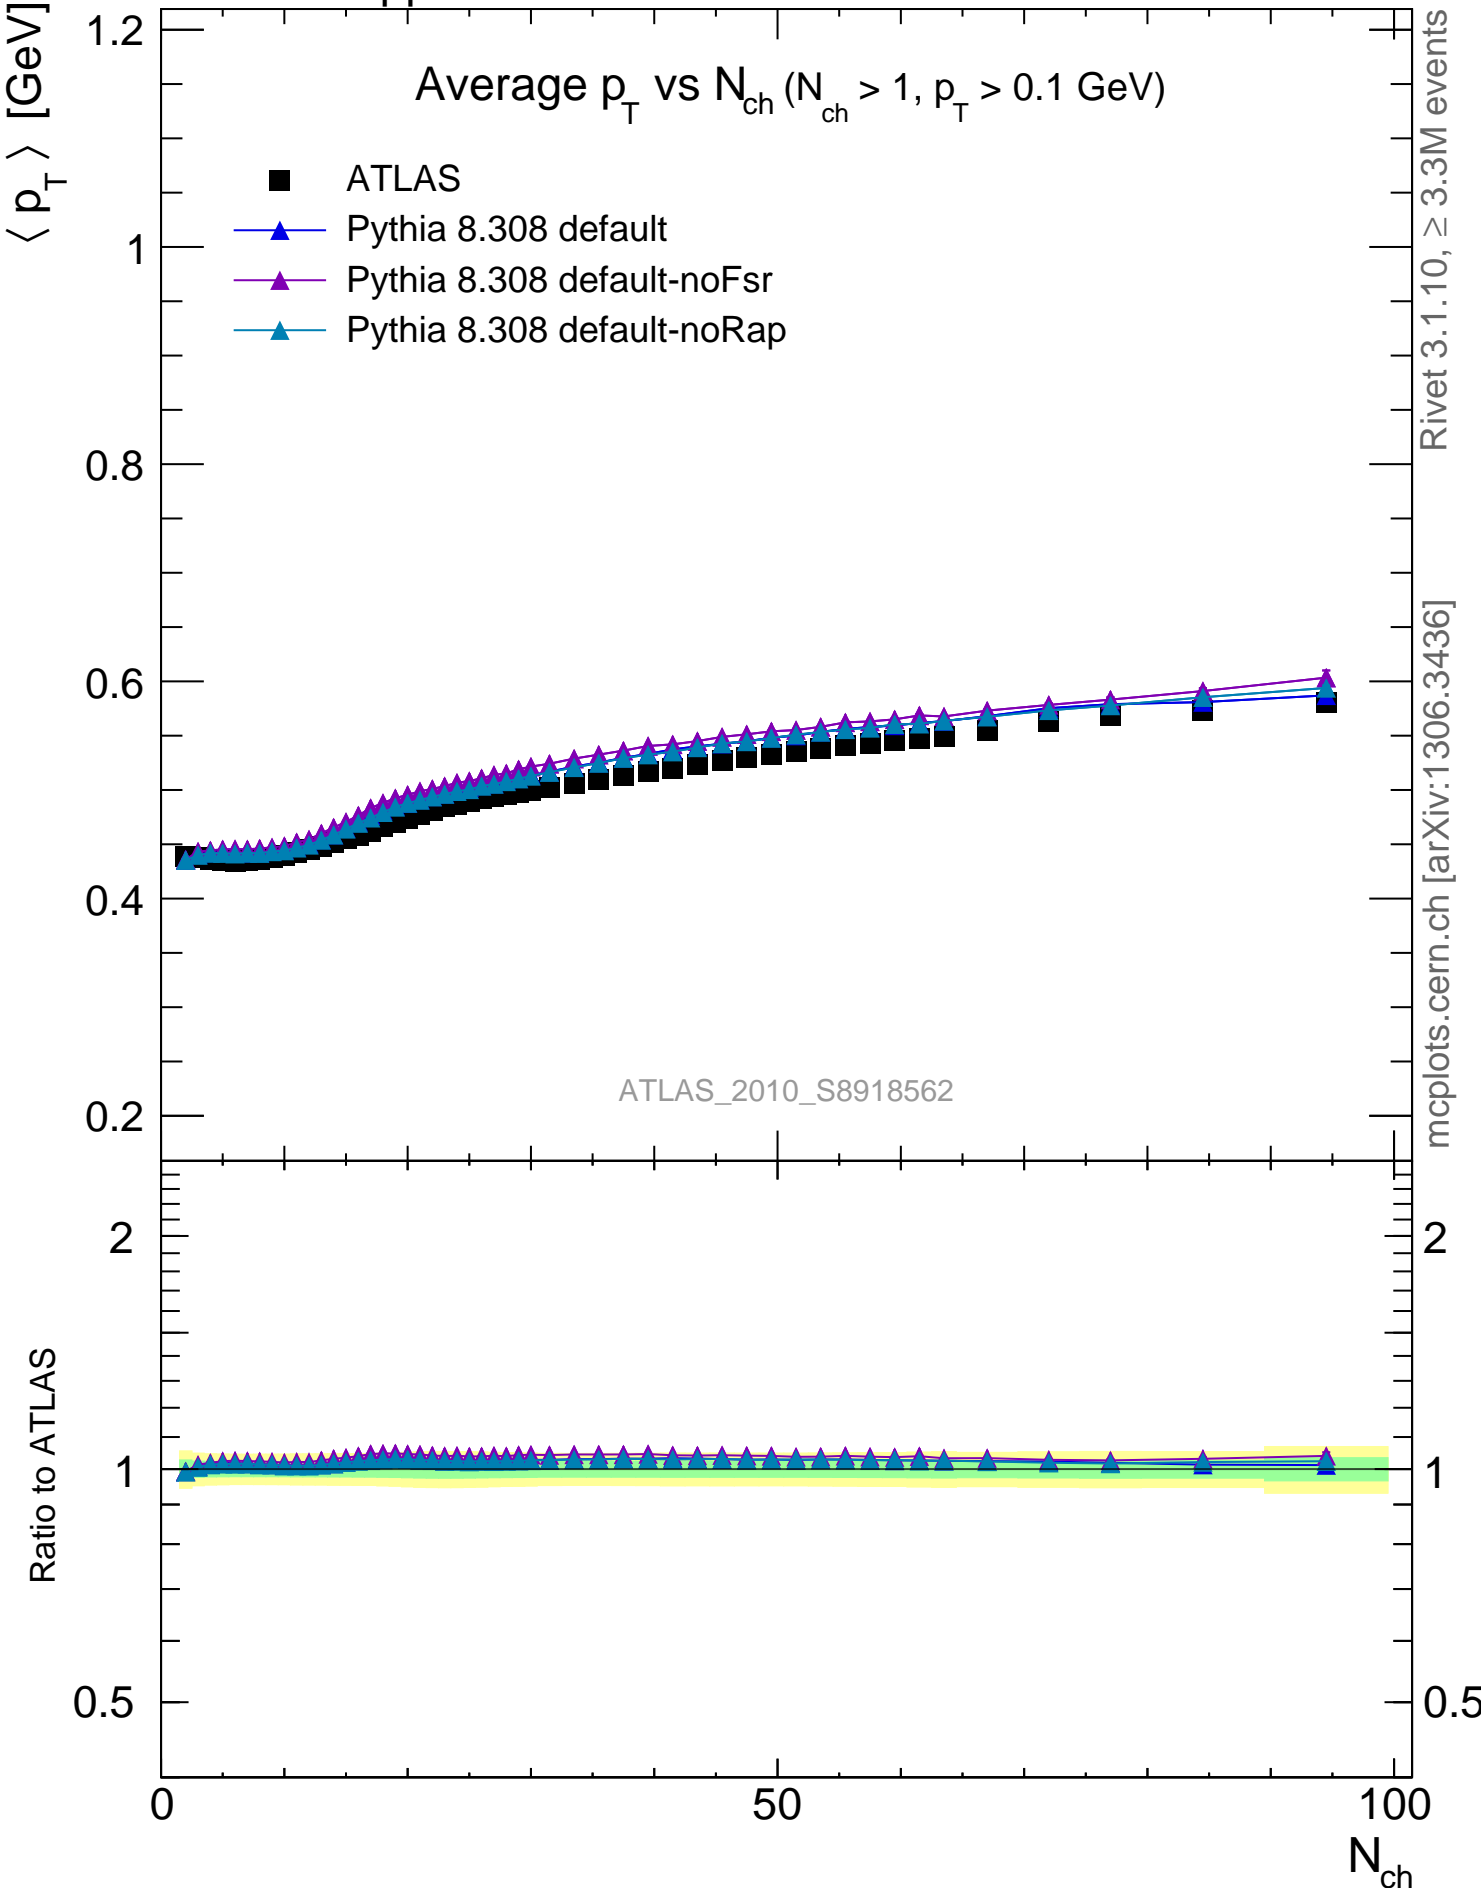 ⟨ p_T ⟩ [GeV]
Average p_T vs N_ch (N_ch > 1, p_T > 0.1 GeV)
ATLAS
Pythia 8.308 default
Pythia 8.308 default-noFsr
Pythia 8.308 default-noRap
1.2
1
0.8
0.6
0.4
0.2
ATLAS_2010_S8918562
Rivet 3.1.10, ≥ 3.3M events
mcplots.cern.ch [arXiv:1306.3436]
Ratio to ATLAS
2
1
0.5
2
1
0.5
0
50
100
N_ch